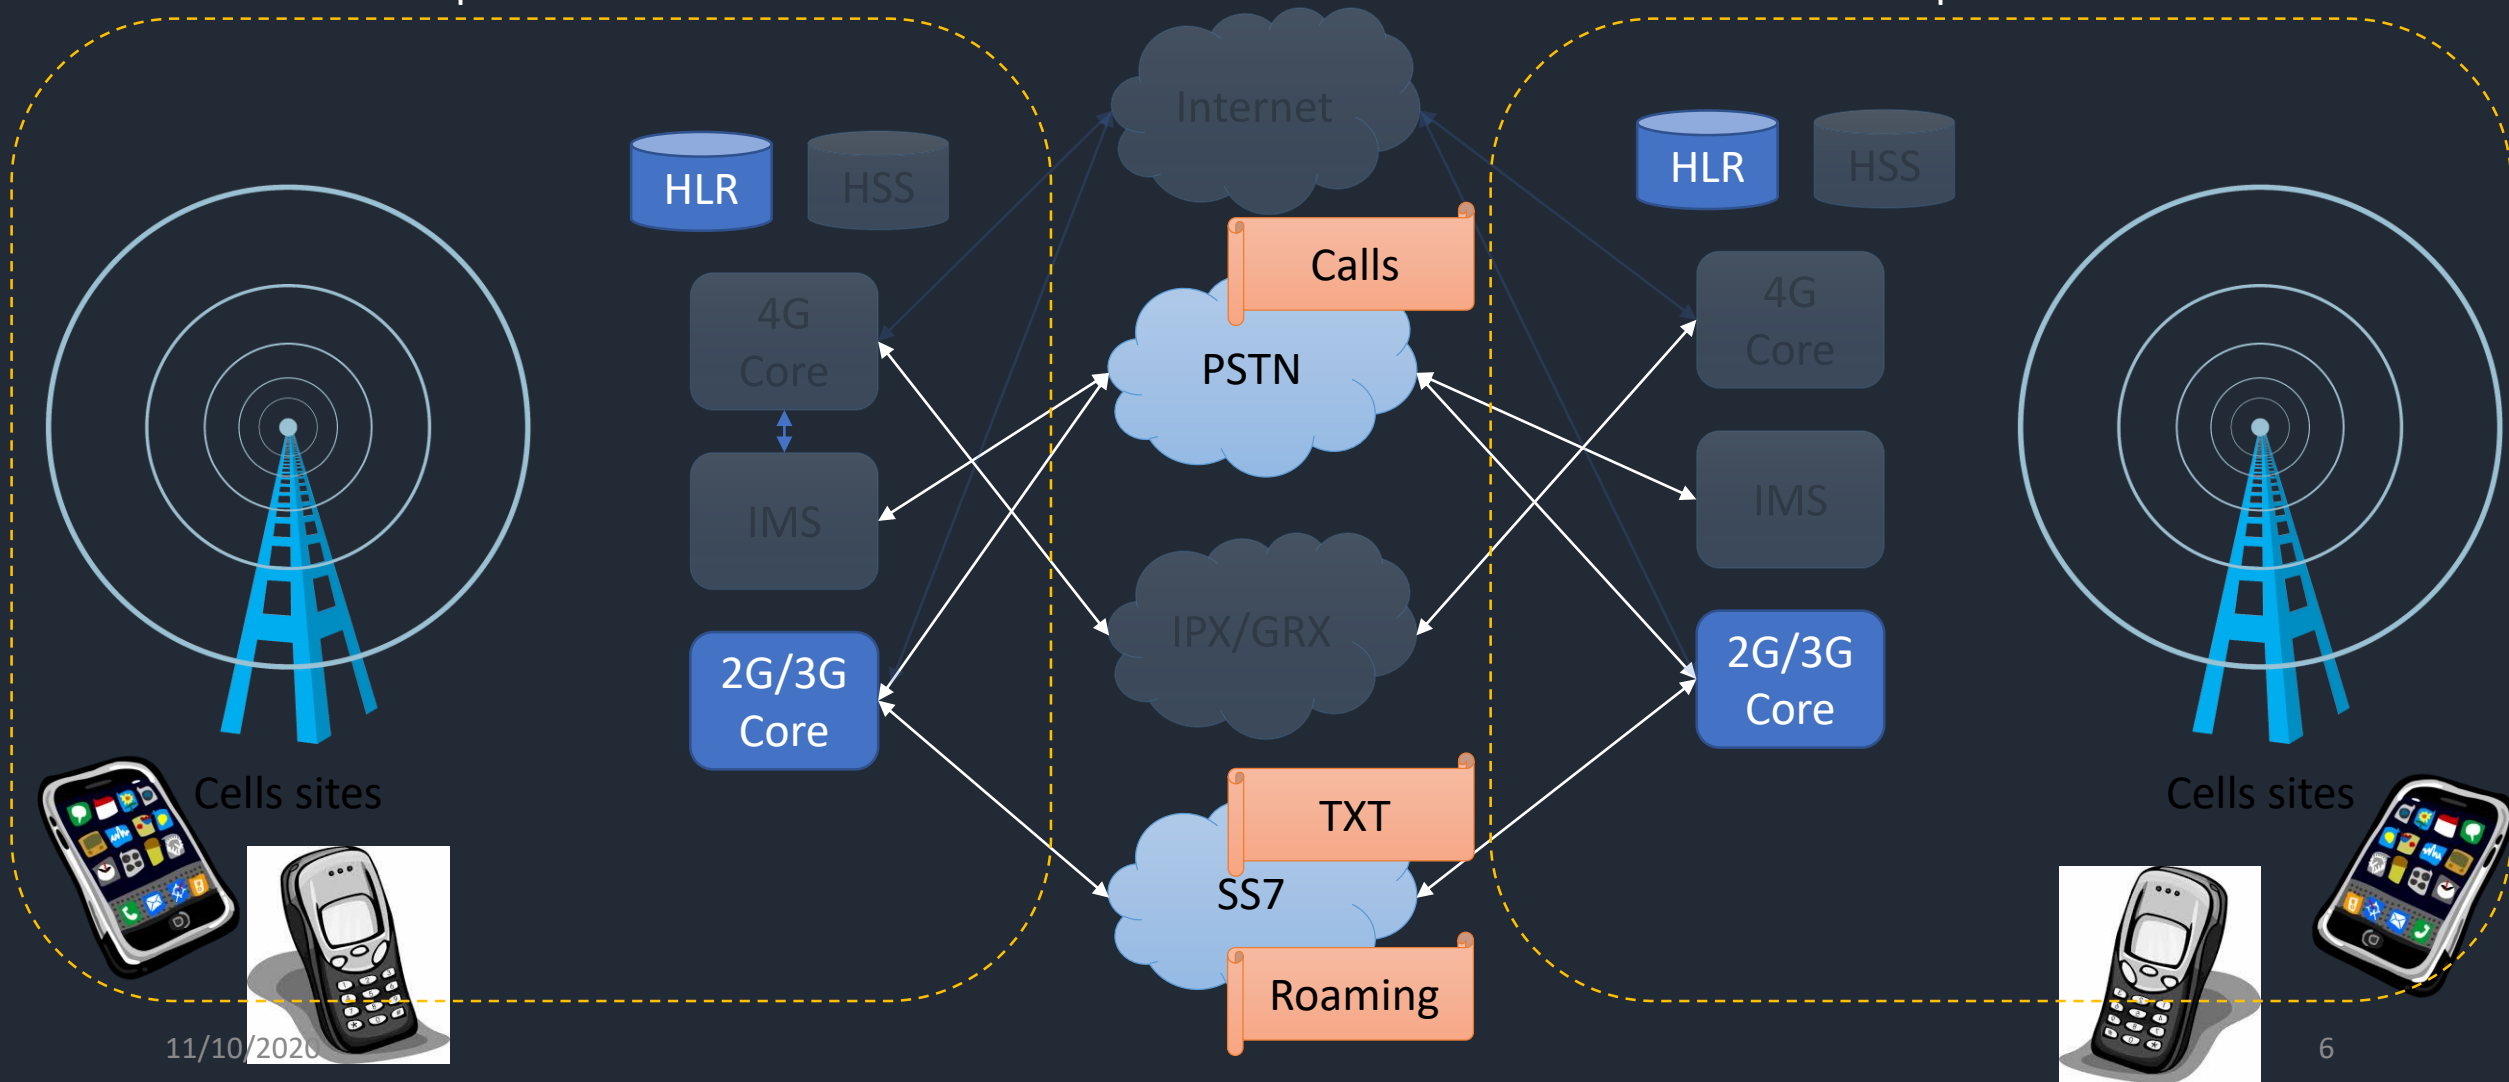 Internet
HLR
HSS
HLR
HSS
Calls
4G
Core
PSTN
4G
Core
IMS
IMS
IPX/GRX
2G/3G
Core
2G/3G
Core
Cells sites
TXT
Cells sites
SS7
Roaming
11/10/2020
6